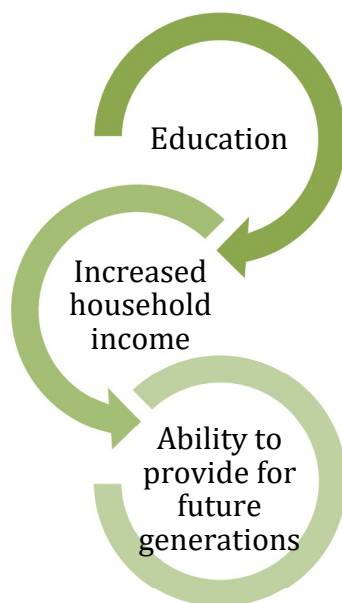 Education
Increased
household
income
Ability to
provide for
future
generations